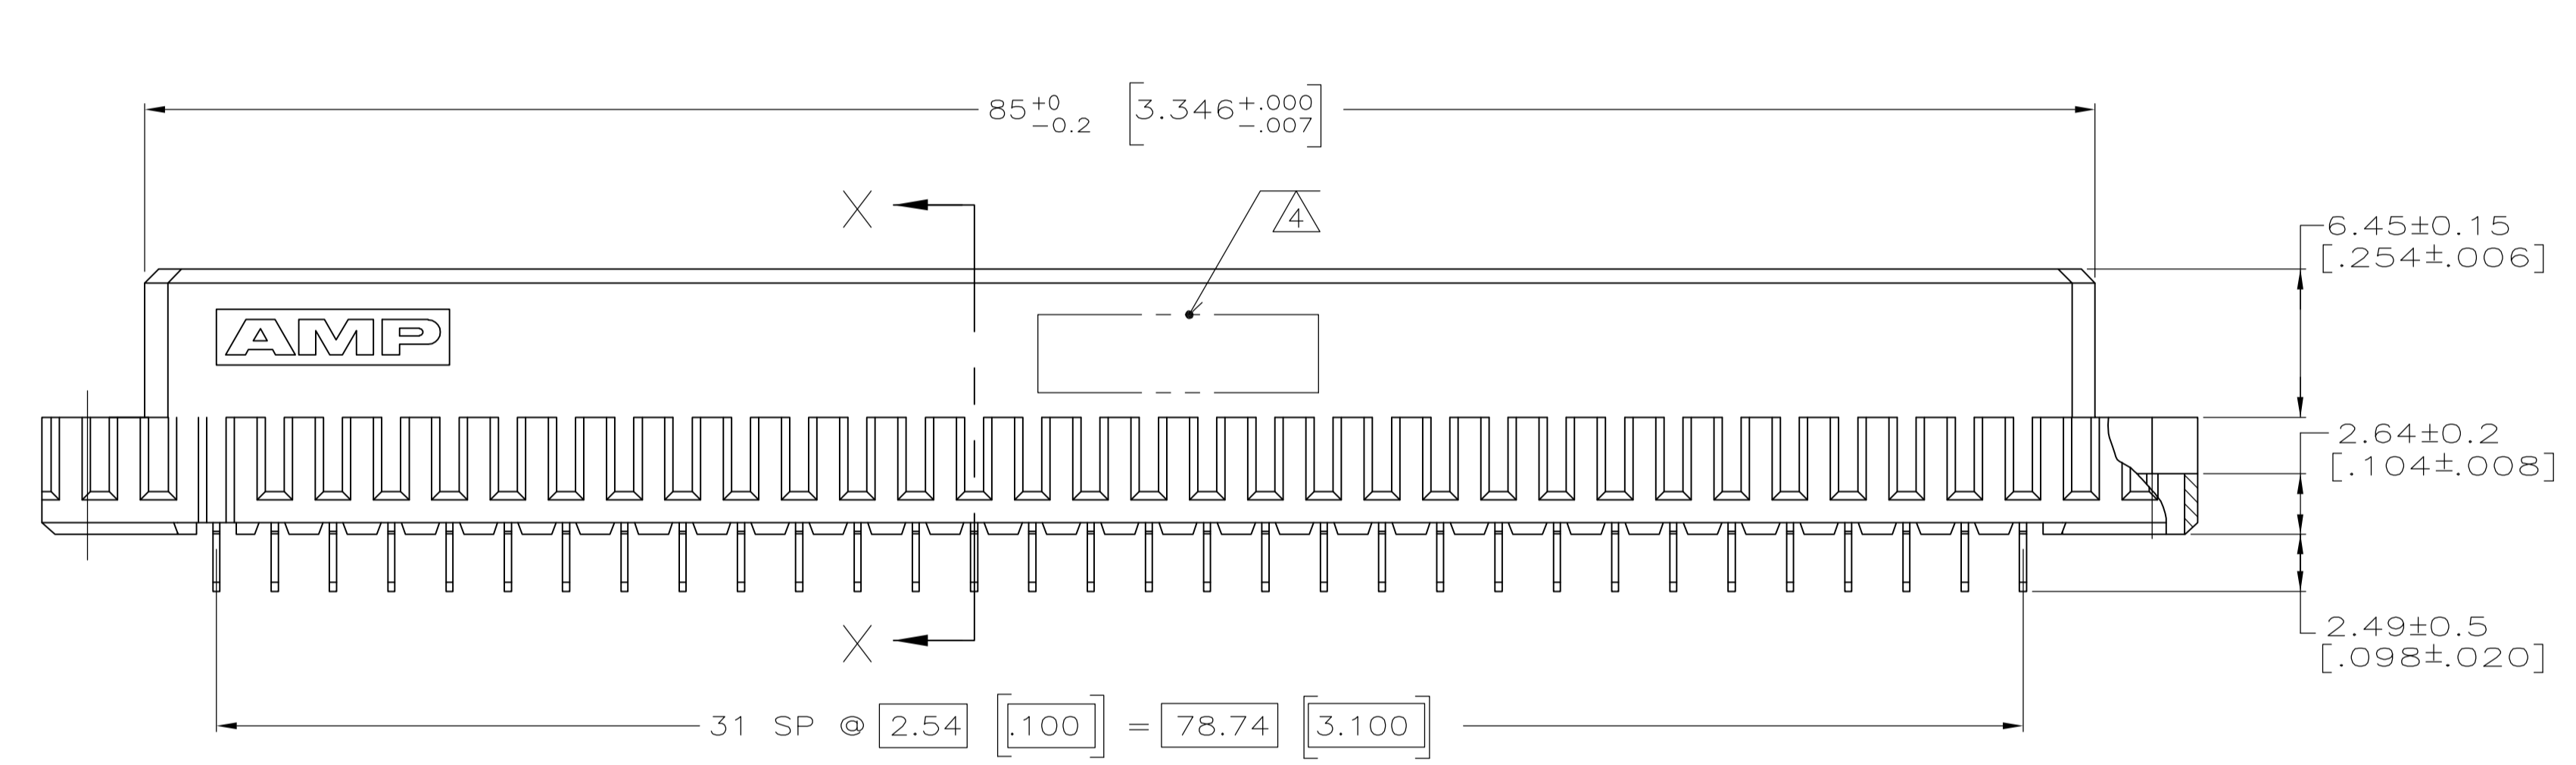 85 +0 -0.2 [3.346 +.000 -.007]
X
4
6.45±0.15
[.254±.006]
AMP
2.64±0.2
[.104±.008]
X
2.49±0.5
[.098±.020]
31 SP @ 2.54 [.100] = 78.74 [3.100]